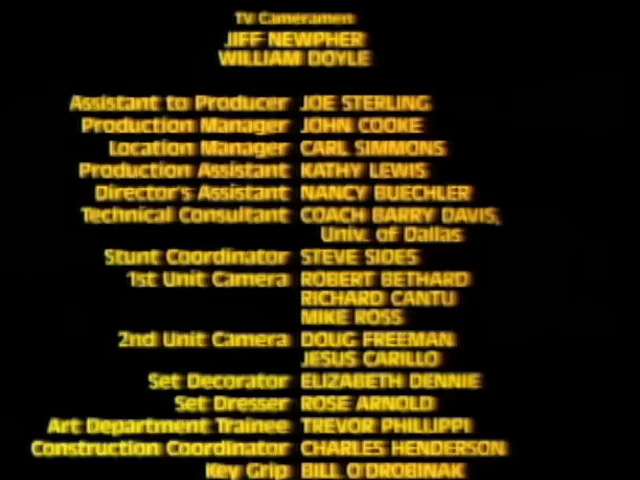 TV Cameramen
JIFF NEWPHER
WILLIAM DOYLE
Assistant to Producer JOE STERLING
Production Manager JOHN COOKE
Location Manager CARL SIMMONS
Production Assistant KATHY LEWIS
Director's Assistant NANCY BUECHLER
Technical Consultant COACH BARRY DAVIS,
Univ. of Dallas
Stunt Coordinator STEVE SIDES
1st Unit Camera ROBERT BETHARD
RICHARD CANTU
MIKE ROSS
2nd Unit Camera DOUG FREEMAN
JESUS CARILLO
Set Decorator ELIZABETH DENNIE
Set Dresser ROSE ARNOLD
Art Department Trainee TREVOR PHILLIPPI
Construction Coordinator CHARLES HENDERSON
Key Grip BILL O'DROBINAK